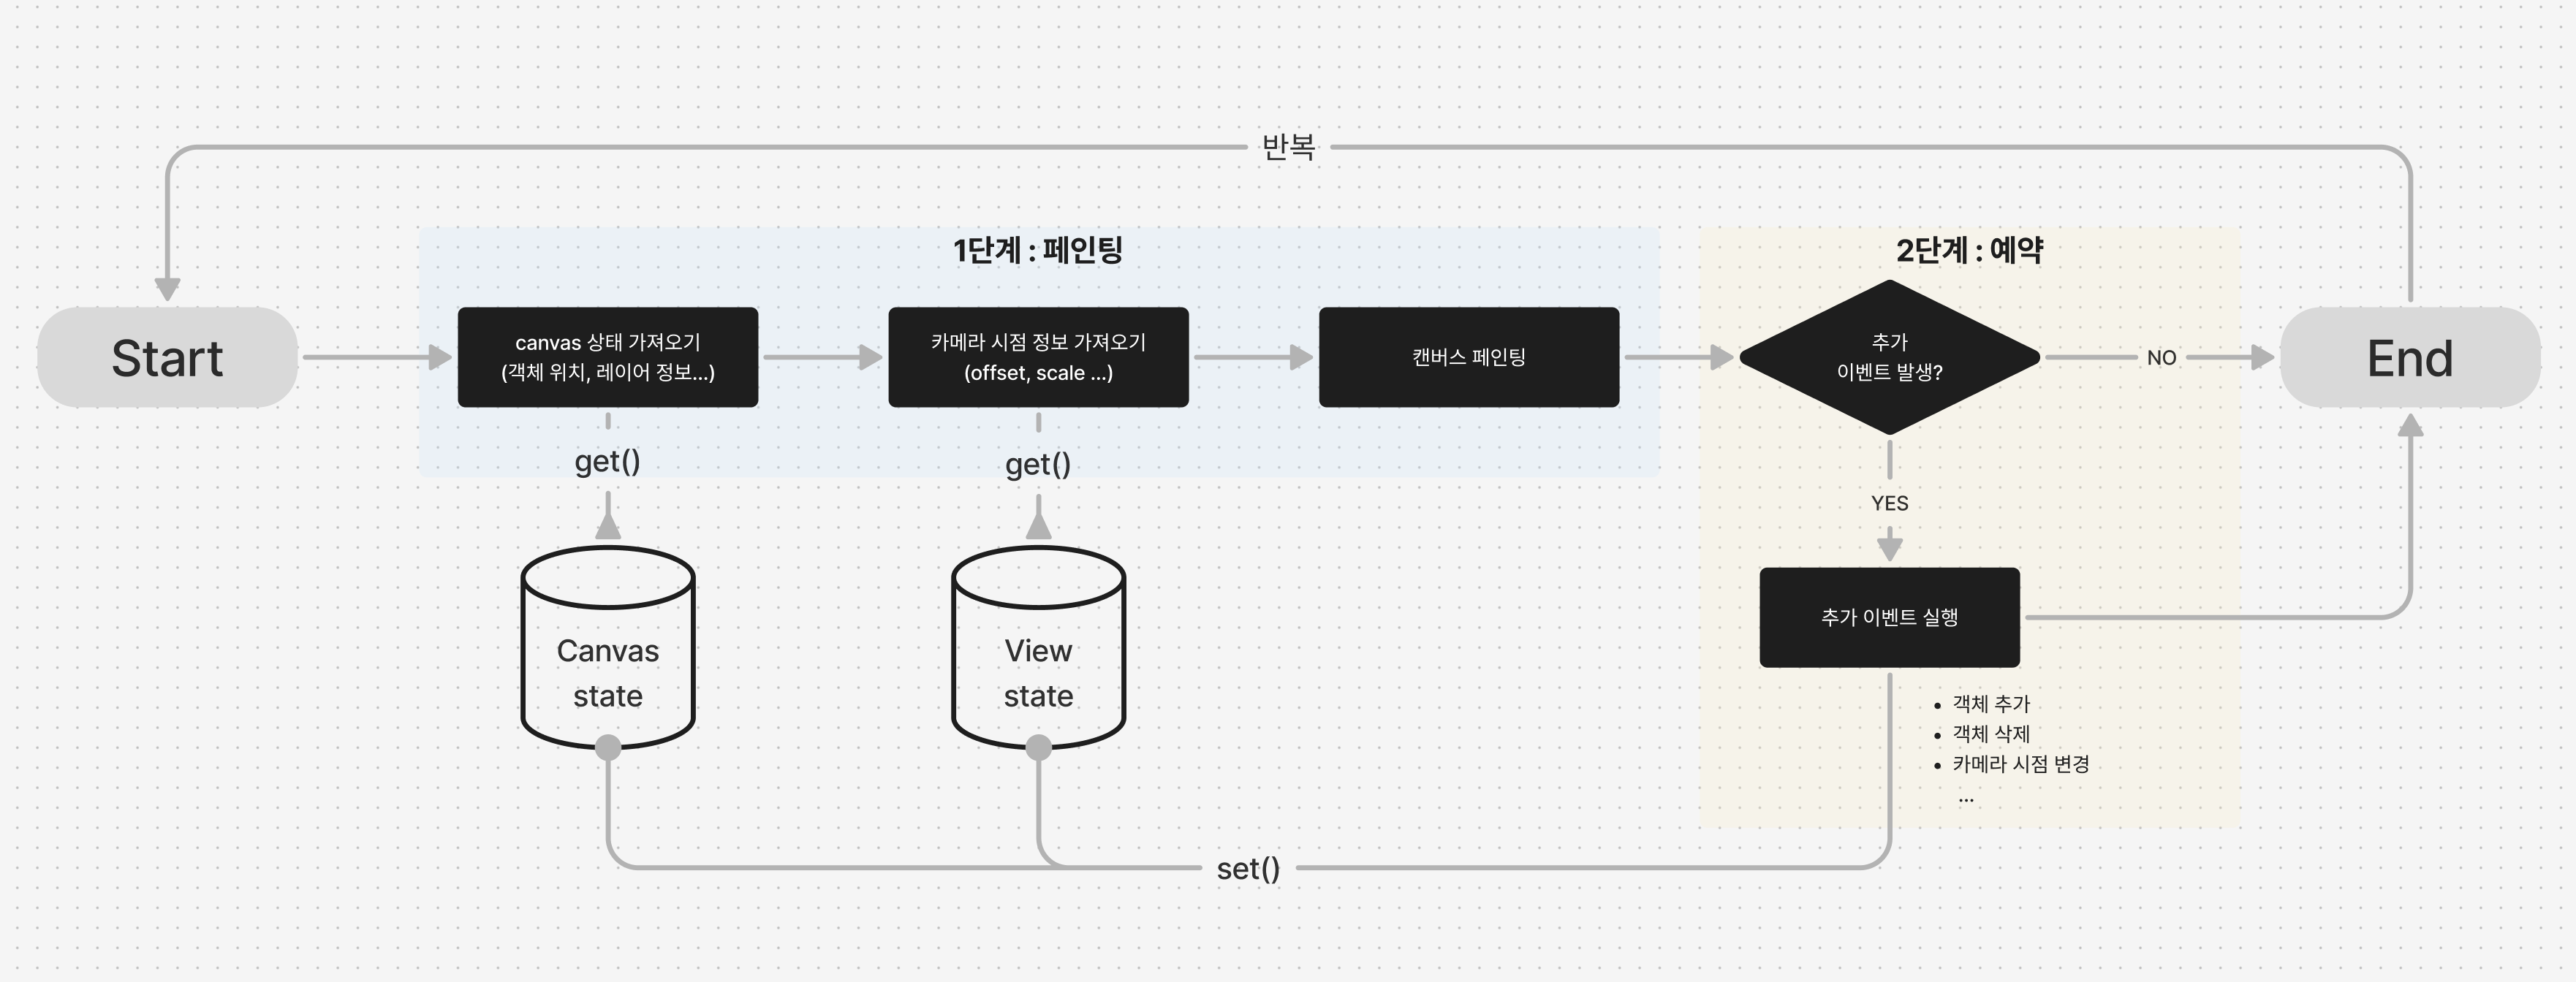 반복
1단계 : 페인팅
2단계 : 예약
Start
canvas 상태 가져오기
(객체 위치, 레이어 정보...)
카메라 시점 정보 가져오기
(offset, scale ...)
캔버스 페인팅
추가
이벤트 발생?
NO
End
get()
get()
YES
Canvas
state
View
state
추가 이벤트 실행
• 객체 추가
• 객체 삭제
• 카메라 시점 변경
...
set()